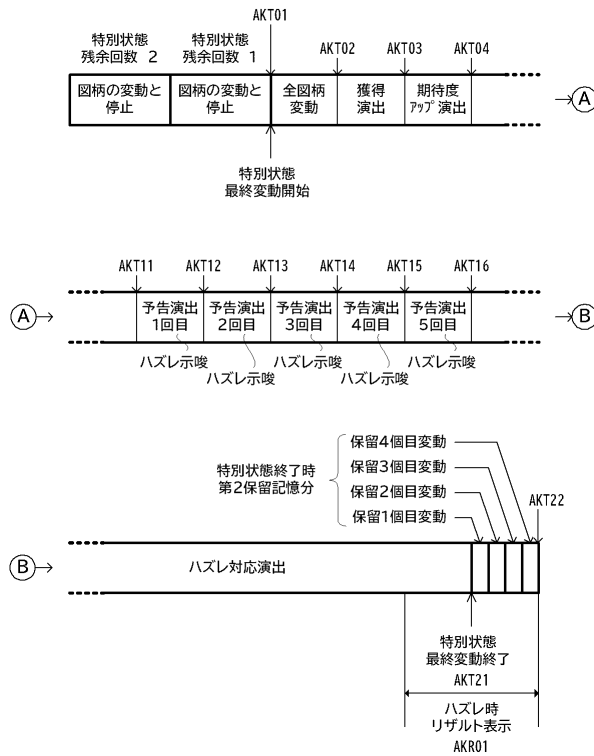 AKT01
特別状態
残余回数 2
特別状態
残余回数 1
AKT02
AKT03
AKT04
図柄の変動と
停止
図柄の変動と
停止
全図柄
変動
獲得
演出
期待度
ｱｯﾌﾟ演出
A
特別状態
最終変動開始
AKT11
AKT12
AKT13
AKT14
AKT15
AKT16
A
予告演出
1回目
予告演出
2回目
予告演出
3回目
予告演出
4回目
予告演出
5回目
B
ハズレ示唆
ハズレ示唆
ハズレ示唆
ハズレ示唆
ハズレ示唆
特別状態終了時
第2保留記憶分
保留4個目変動
保留3個目変動
保留2個目変動
保留1個目変動
AKT22
B
ハズレ対応演出
特別状態
最終変動終了
AKT21
ハズレ時
リザルト表示
AKR01